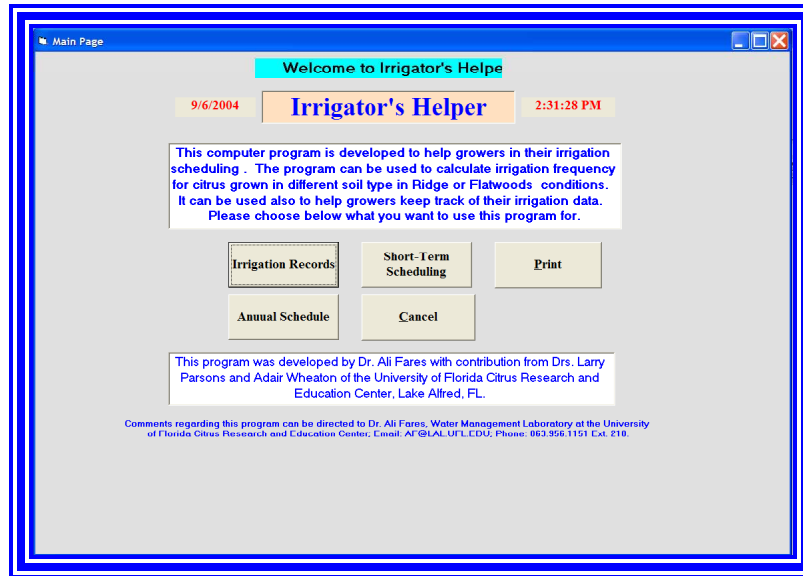 Main Page
Welcome to Irrigator's Helpe
9/6/2004
Irrigator's Helper
2:31:28 PM
This computer program is developed to help growers in their irrigation
scheduling . The program can be used to calculate irrigation frequency
for citrus grown in different soil type in Ridge or Flatwoods conditions.
It can be used also to help growers keep track of their irrigation data.
Please choose below what you want to use this program for.
Irrigation Records
Short-Term
Scheduling
Print
Anuual Schedule
Cancel
This program was developed by Dr. Ali Fares with contribution from Drs. Larry
Parsons and Adair Wheaton of the University of Florida Citrus Research and
Education Center, Lake Alfred, FL.
Comments regarding this program can be directed to Dr. Ali Fares, Water Management Laboratory at the University
of Florida Citrus Research and Education Center; Email: Phone: Ext. 210.